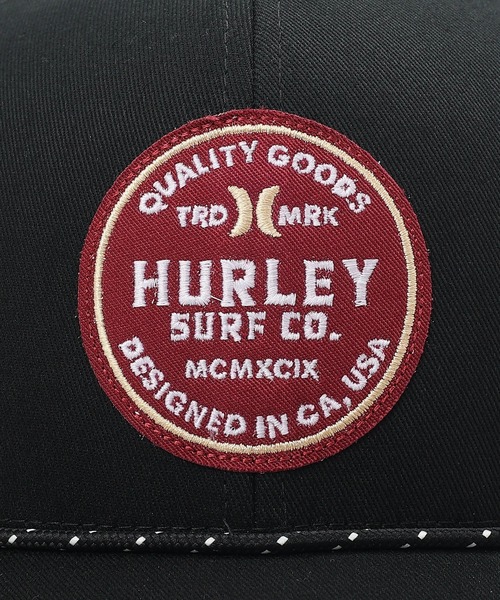 QUALITY GOODS
TRD MRK
HURLEY
SURF CO.
MCMXCIX
DESIGNED IN CA, USA